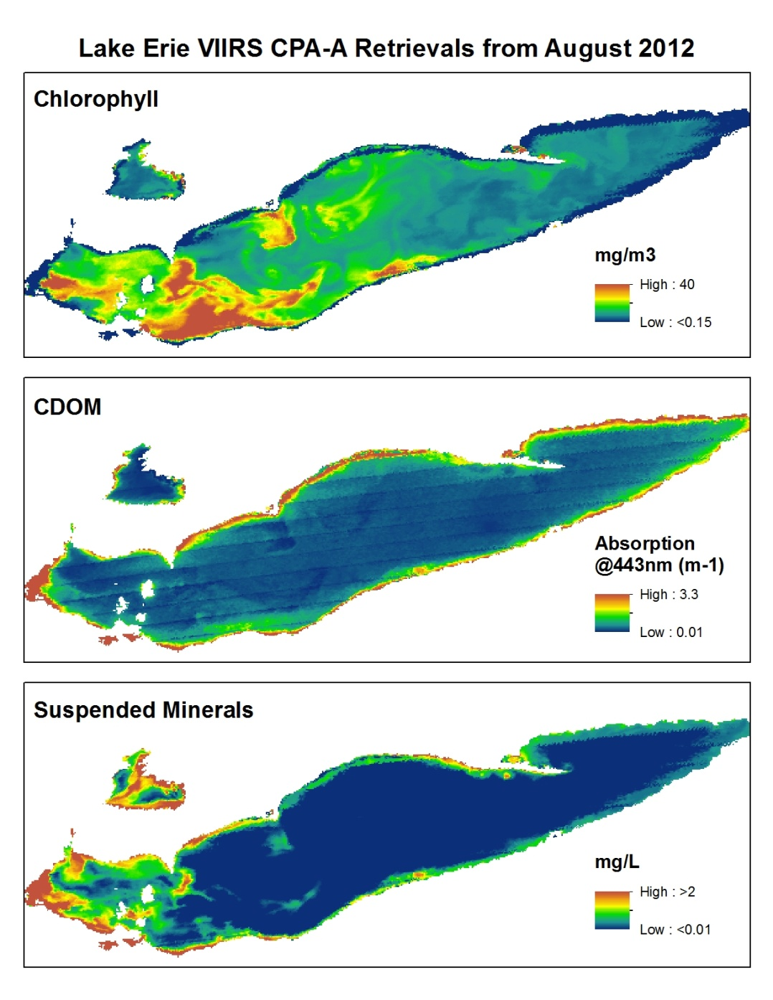 Lake Erie VIIRS CPA-A Retrievals from August 2012
Chlorophyll
mg/m3
High : 40
Low : <0.15
CDOM
Absorption
@443nm (m-1)
High : 3.3
Low : 0.01
Suspended Minerals
mg/L
High : >2
Low : <0.01